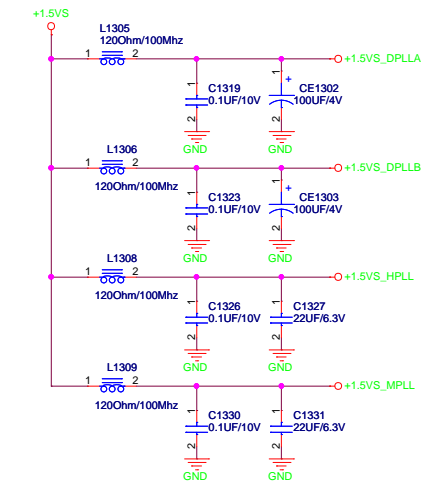 +1.5VS
L1305
120Ohm/100Mhz
1 2
+1.5VS_DPLLA
1 1 +
C1319 CE1302
0.1UF/10V 100UF/4V
2 2
GND GND
L1306
1 2
+1.5VS_DPLLB
120Ohm/100Mhz
1 1 +
C1323 CE1303
0.1UF/10V 100UF/4V
2 2
GND GND
L1308
1 2
+1.5VS_HPLL
120Ohm/100Mhz
1 1
C1326 C1327
0.1UF/10V 22UF/6.3V
2 2
GND GND
L1309
1 2
+1.5VS_MPLL
120Ohm/100Mhz
1 1
C1330 C1331
0.1UF/10V 22UF/6.3V
2 2
GND GND